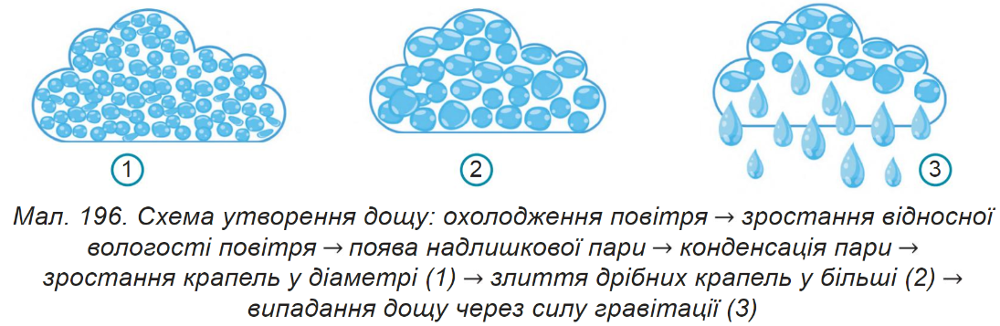 1
2
3
Мал. 196. Схема утворення дощу: охолодження повітря → зростання відносної
вологості повітря → поява надлишкової пари → конденсація пари →
зростання крапель у діаметрі (1) → злиття дрібних крапель у більші (2) →
випадання дощу через силу гравітації (3)